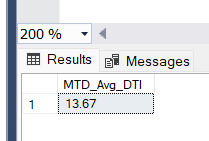 200 %
Results Messages
MTD_Avg_DTI
1 13.67